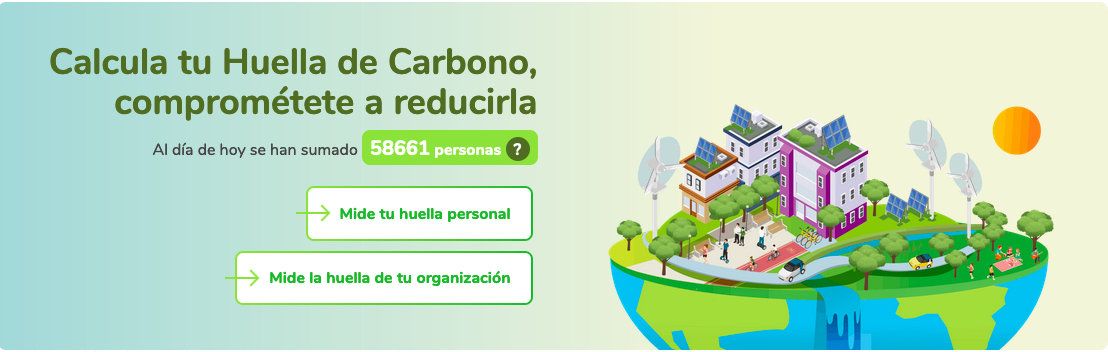 Calcula tu Huella de Carbono,
comprométete a reducirla
Al día de hoy se han sumado 58661 personas ?
Mide tu huella personal
Mide la huella de tu organización